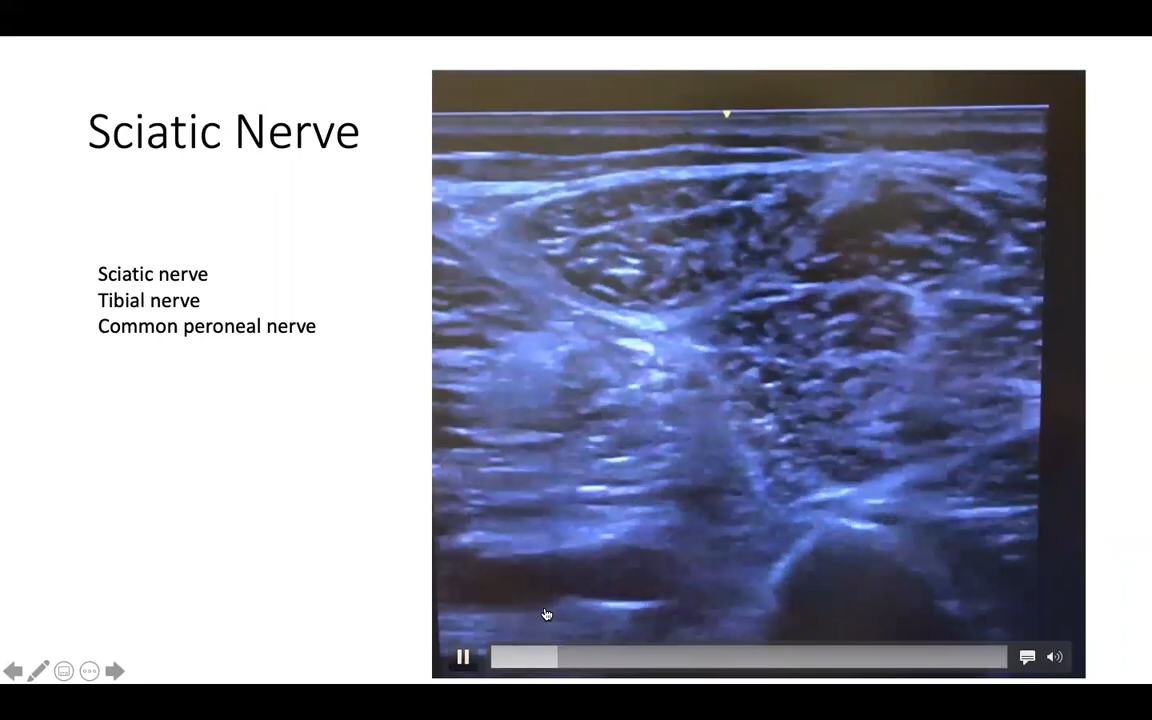 Sciatic Nerve
Sciatic nerve
Tibial nerve
Common peroneal nerve